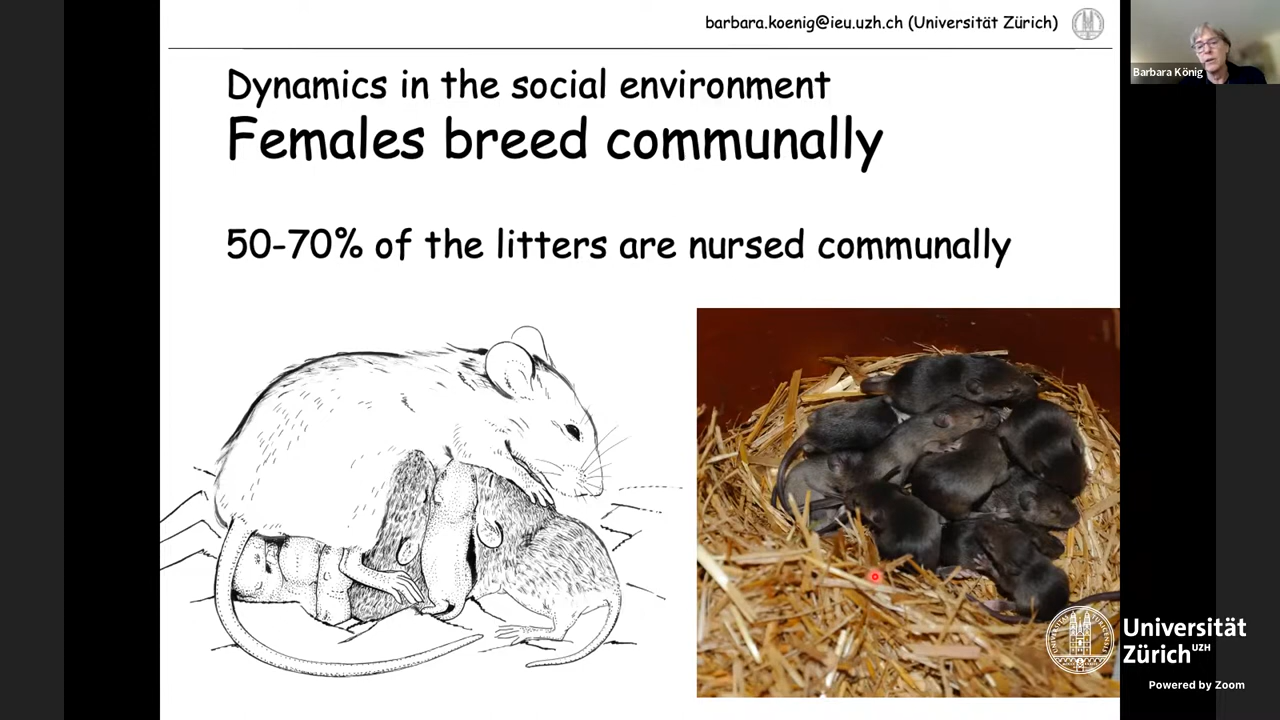 barbara.koenig@ieu.uzh.ch (Universität Zürich)
Barbara König
Dynamics in the social environment
Females breed communally
50-70% of the litters are nursed communally
Universität
Zürich UZH
Powered by Zoom